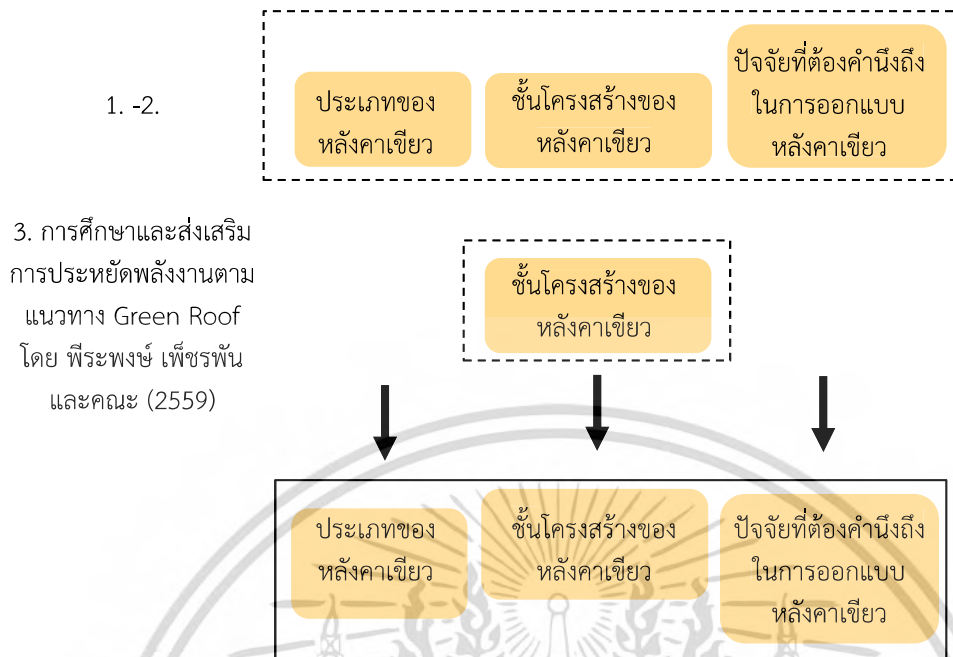 1. -2.
ประเภทของ
หลังคาเขียว
ชั้นโครงสร้างของ
หลังคาเขียว
ปัจจัยที่ต้องคำนึงถึง
ในการออกแบบ
หลังคาเขียว
3. การศึกษาและส่งเสริม
การประหยัดพลังงานตาม
แนวทาง Green Roof
โดย พีระพงษ์ เพ็ชรพัน
และคณะ (2559)
ชั้นโครงสร้างของ
หลังคาเขียว
ประเภทของ
หลังคาเขียว
ชั้นโครงสร้างของ
หลังคาเขียว
ปัจจัยที่ต้องคำนึงถึง
ในการออกแบบ
หลังคาเขียว